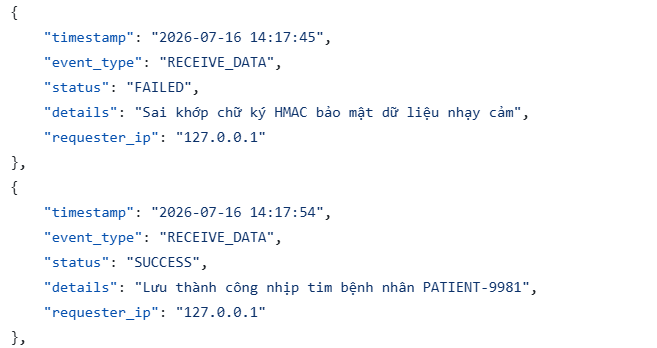 {
"timestamp": "2026-07-16 14:17:45",
"event_type": "RECEIVE_DATA",
"status": "FAILED",
"details": "Sai khớp chữ ký HMAC bảo mật dữ liệu nhạy cảm",
"requester_ip": "127.0.0.1"
},
{
"timestamp": "2026-07-16 14:17:54",
"event_type": "RECEIVE_DATA",
"status": "SUCCESS",
"details": "Lưu thành công nhịp tim bệnh nhân PATIENT-9981",
"requester_ip": "127.0.0.1"
},